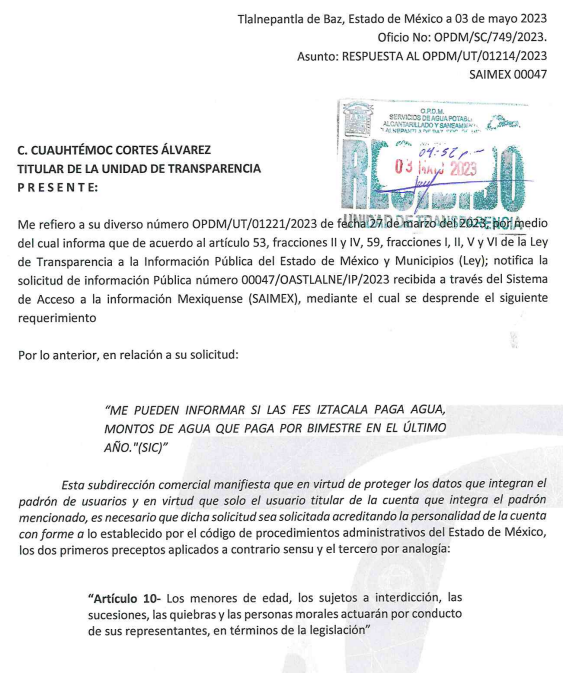 Tlalnepantla de Baz, Estado de México a 03 de mayo 2023
Oficio No: OPDM/SC/749/2023.
Asunto: RESPUESTA AL OPDM/UT/01214/2023
SAIMEX 00047
O.P.D.M.
SERVICIOS DE AGUA POTABLE
ALCANTARILLADO Y SANEAMIENTO
04:52 p.
03 MAYO 2023
RECIBIDO
UNIDAD DE TRANSPARENCIA
C. CUAUHTÉMOC CORTES ÁLVAREZ
TITULAR DE LA UNIDAD DE TRANSPARENCIA
P R E S E N T E:
Me refiero a su diverso número OPDM/UT/01221/2023 de fecha 27 de marzo del 2023, por medio
del cual informa que de acuerdo al artículo 53, fracciones II y IV, 59, fracciones I, II, V y VI de la Ley
de Transparencia a la Información Pública del Estado de México y Municipios (Ley); notifica la
solicitud de información Pública número 00047/OASTLALNE/IP/2023 recibida a través del Sistema
de Acceso a la información Mexiquense (SAIMEX), mediante el cual se desprende el siguiente
requerimiento
Por lo anterior, en relación a su solicitud:
“ME PUEDEN INFORMAR SI LAS FES IZTACALA PAGA AGUA,
MONTOS DE AGUA QUE PAGA POR BIMESTRE EN EL ÚLTIMO
AÑO."(SIC)”
Esta subdirección comercial manifiesta que en virtud de proteger los datos que integran el
padrón de usuarios y en virtud que solo el usuario titular de la cuenta que integra el padrón
mencionado, es necesario que dicha solicitud sea solicitada acreditando la personalidad de la cuenta
con forme a lo establecido por el código de procedimientos administrativos del Estado de México,
los dos primeros preceptos aplicados a contrario sensu y el tercero por analogía:
“Artículo 10- Los menores de edad, los sujetos a interdicción, las
sucesiones, las quiebras y las personas morales actuarán por conducto
de sus representantes, en términos de la legislación”